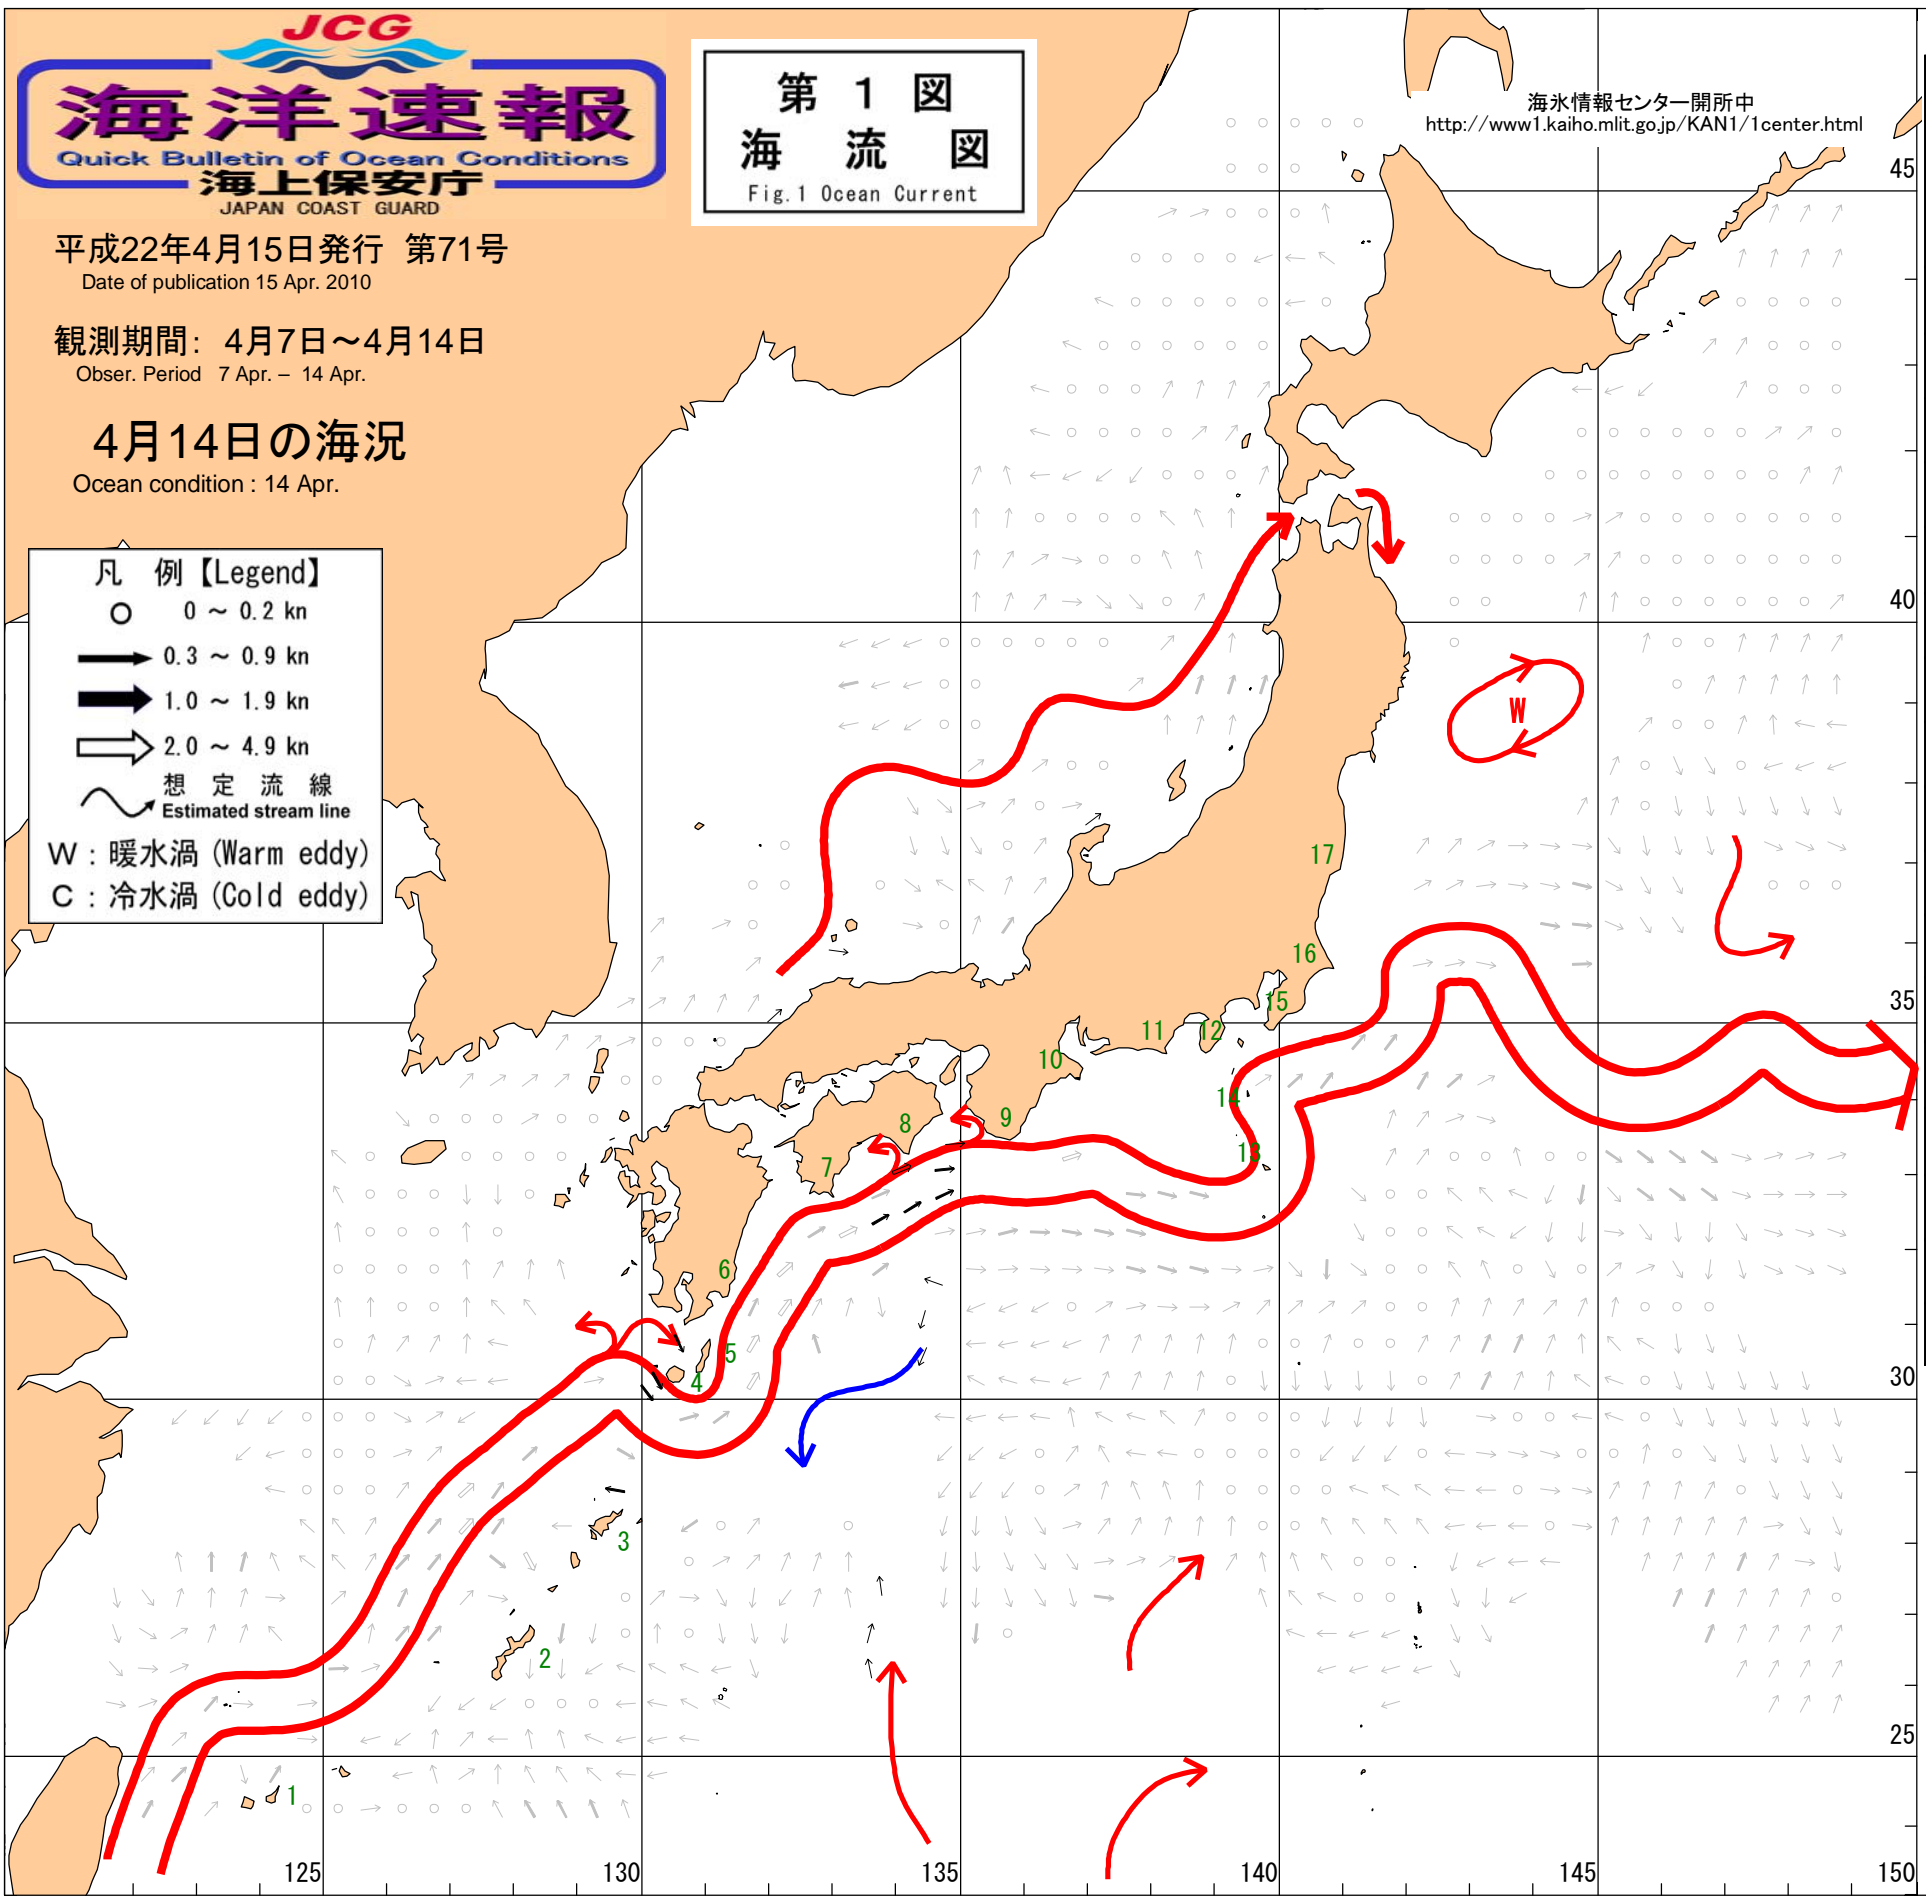 JCG
海洋速報
Quick Bulletin of Ocean Conditions
海上保安庁
JAPAN COAST GUARD
第 1 図
海 流 図
Fig.1 Ocean Current
海氷情報センター開所中
http://www1.kaiho.mlit.go.jp/KAN1/1center.html
平成22年4月15日発行 第71号
Date of publication 15 Apr. 2010
観測期間: 4月7日～4月14日
Obser. Period 7 Apr. – 14 Apr.
4月14日の海況
Ocean condition : 14 Apr.
凡 例【Legend】
0 ～ 0.2 kn
0.3 ～ 0.9 kn
1.0 ～ 1.9 kn
2.0 ～ 4.9 kn
想 定 流 線
Estimated stream line
W : 暖水渦 (Warm eddy)
C : 冷水渦 (Cold eddy)
45
40
W
17
16
35
15
12
11
10
14
9
8
13
7
6
5
4
30
3
2
25
1
125
130
135
140
145
150